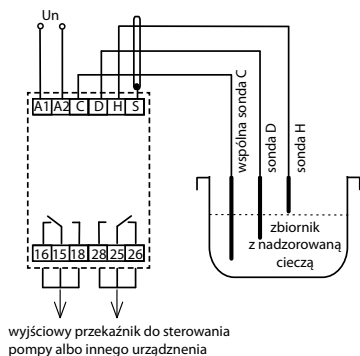 Un
A1 A2 C D H S
wspólna sonda C
sonda D
sonda H
zbiornik
z nadzorowaną
cieczą
16 15 18 28 25 26
wyjściowy przekaźnik do sterowania
pompy albo innego urządznenia